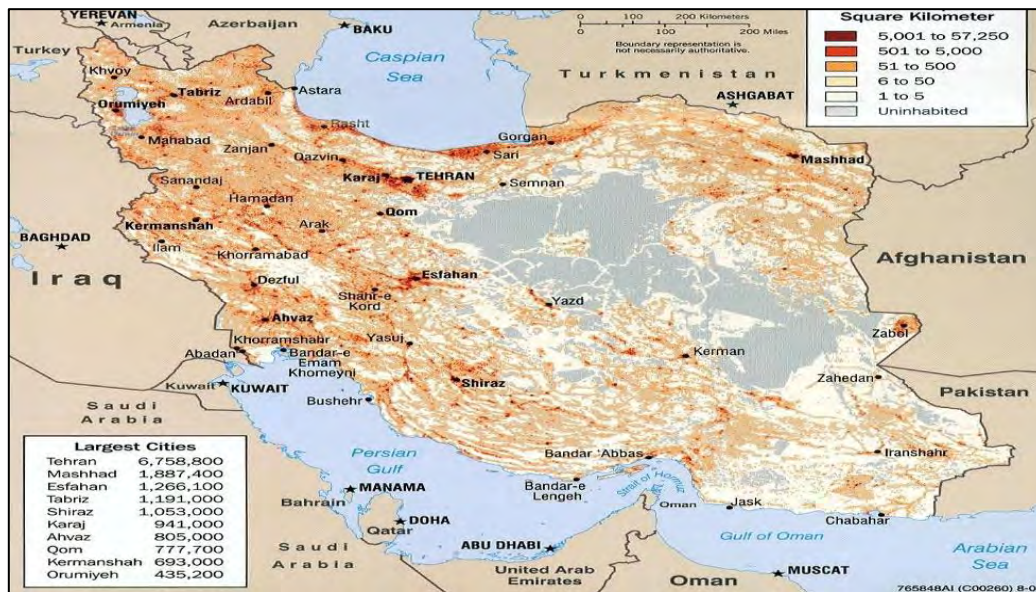 YEREVAN
Armenia
Azerbaijan
BAKU
Turkey
Caspian
Sea
200 Kilometers
200 Miles
Boundary representation is
not necessarily authoritative.
Turkmenistan
ASHGABAT
Square Kilometer
5,001 to 57,250
501 to 5,000
51 to 500
6 to 50
1 to 5
Uninhabited
Khvoy
Tabriz
Ardabil
Astara
Orumiyeh
Mahabad
Zanjan
Rasht
Qazvin
Gorgan
Sari
Mashhad
Karaj
TEHRAN
Semnan
Sanandaj
Hamadan
Qom
Kermanshah
Arak
BAGHDAD
Ilam
Khorramabad
Iraq
Afghanistan
Dezful
Esfahan
Shahr-e
Kord
Yazd
Ahvaz
Yasuj
Zabel
Khorramshahr
Abadan
Bandar-e
Emam
Khomeyni
Kerman
Kuwait
KUWAIT
Shiraz
Zahedan
Pakistan
Saudi
Arabia
Bushehr
Largest Cities
Tehran 6,758,800
Mashhad 1,887,400
Esfahan 1,266,100
Tabriz 1,191,000
Shiraz 1,053,000
Karaj 941,000
Ahvaz 805,000
Qom 777,700
Kermanshah 693,000
Orumiyeh 435,200
Persian
Gulf
Bandar 'Abbas
Iranshahr
Bandar-e
Lengeh
Strait of Hormuz
MANAMA
Bahrain
Qatar
DOHA
Oman
Jask
Chabahar
Saudi
Arabia
ABU DHABI
Gulf of Oman
Arabian
Sea
United Arab
Emirates
Oman
MUSCAT
765848AI (C00260) 8-0